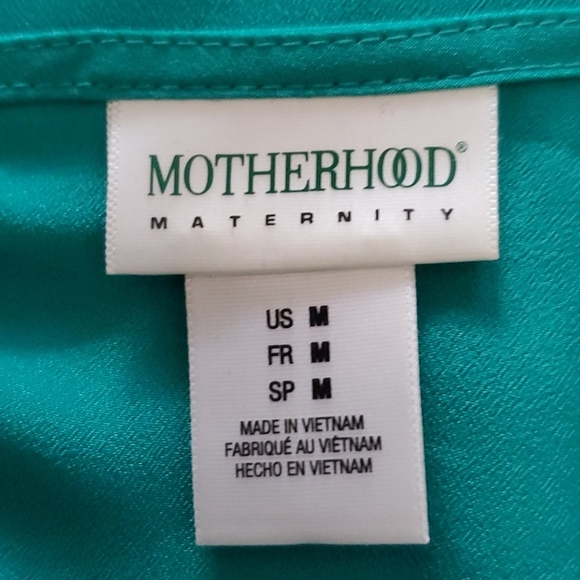 MOTHERHOOD®
MATERNITY
US M
FR M
SP M
MADE IN VIETNAM
FABRIQUÉ AU VIÊTNAM
HECHO EN VIETNAM